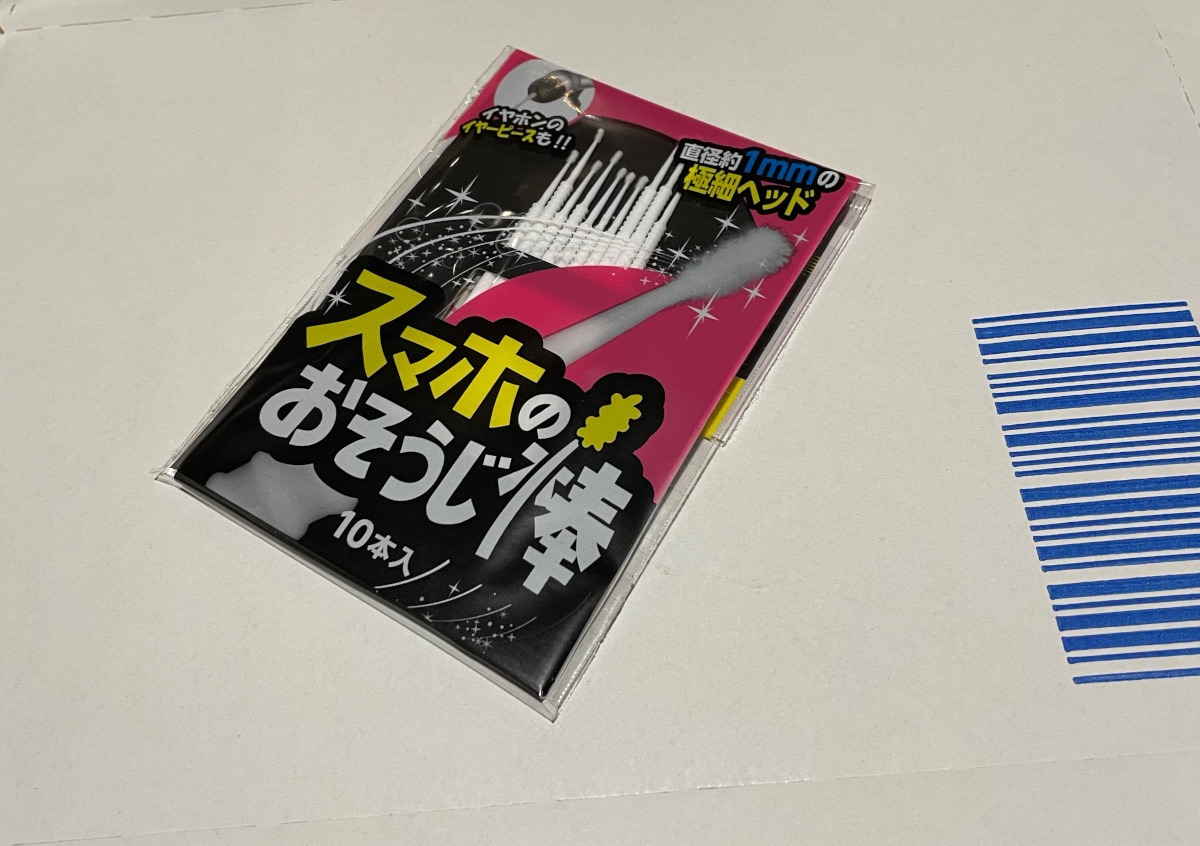 イヤホンの
イヤーピースも!!
直径約1mmの
極細ヘッド
スマホの
おそうじ棒
10本入